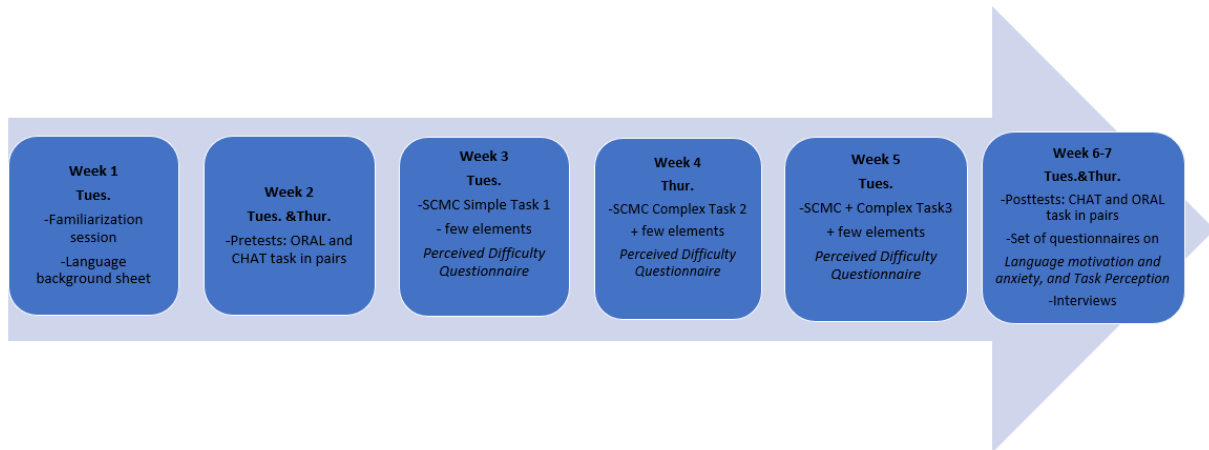 Week 1
Tues.
-Familiarization
session
-Language
background sheet
Week 2
Tues. &Thur.
-Pretests: ORAL and
CHAT task in pairs
Week 3
Tues.
-SCMC Simple Task 1
- few elements
Perceived Difficulty
Questionnaire
Week 4
Thur.
-SCMC Complex Task 2
+ few elements
Perceived Difficulty
Questionnaire
Week 5
Tues.
-SCMC + Complex Task3
+ few elements
Perceived Difficulty
Questionnaire
Week 6-7
Tues.&Thur.
-Posttests: CHAT and ORAL
task in pairs
-Set of questionnaires on
Language motivation and
anxiety, and Task Perception
-Interviews